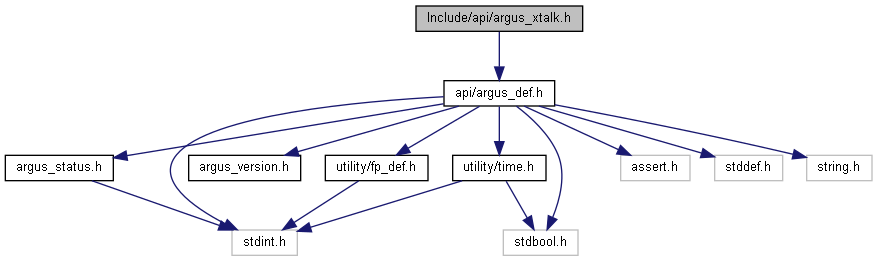 Include/api/argus_xtalk.h
api/argus_def.h
argus_status.h
argus_version.h
utility/fp_def.h
utility/time.h
assert.h
stddef.h
string.h
stdint.h
stdbool.h